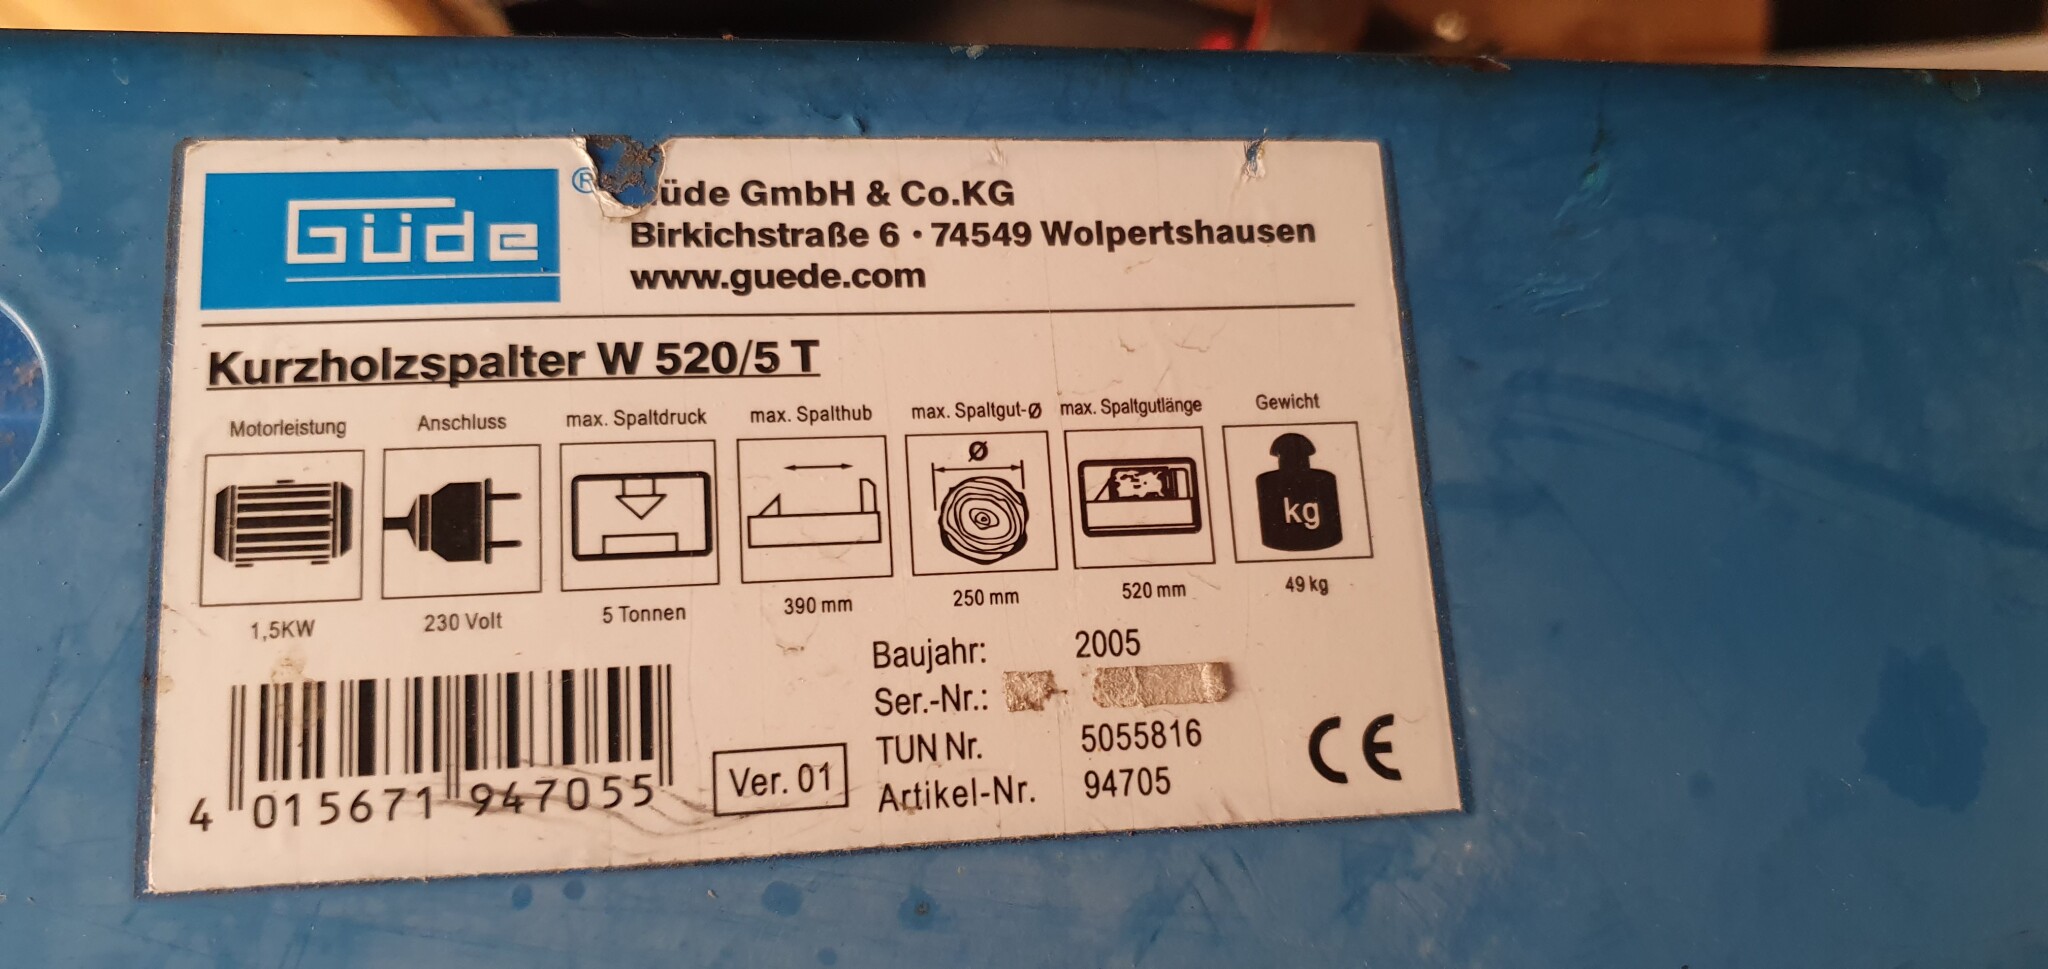 Güde ®
üde GmbH & Co.KG
Birkichstraße 6 · 74549 Wolpertshausen
www.guede.com
Kurzholzspalter W 520/5 T
Motorleistung Anschluss max. Spaltdruck max. Spalthub max. Spaltgut-Ø max. Spaltgutlänge Gewicht
Ø
kg
1,5KW 230 Volt 5 Tonnen 390 mm 250 mm 520 mm 49 kg
Baujahr: 2005
Ser.-Nr.:
TUN Nr. 5055816
Artikel-Nr. 94705
Ver. 01
CE
4 015671 947055